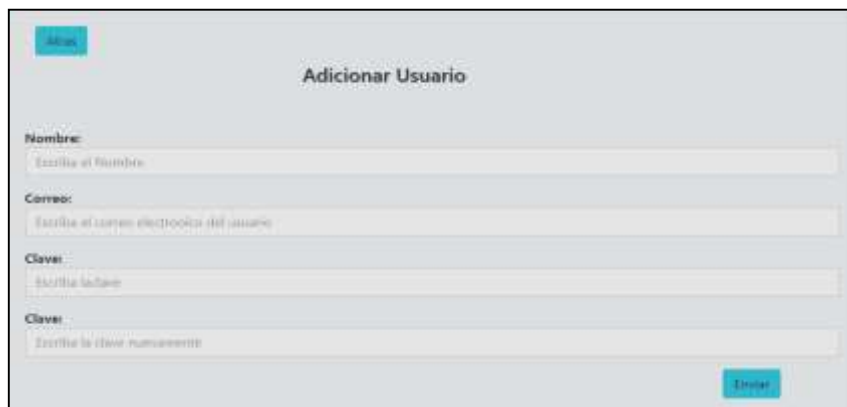 Atras
Adicionar Usuario
Nombre:
Escriba el Nombre
Correo:
Escriba el correo electronico del usuario
Clave:
Escriba la clave
Clave:
Escriba la clave nuevamente
Enviar